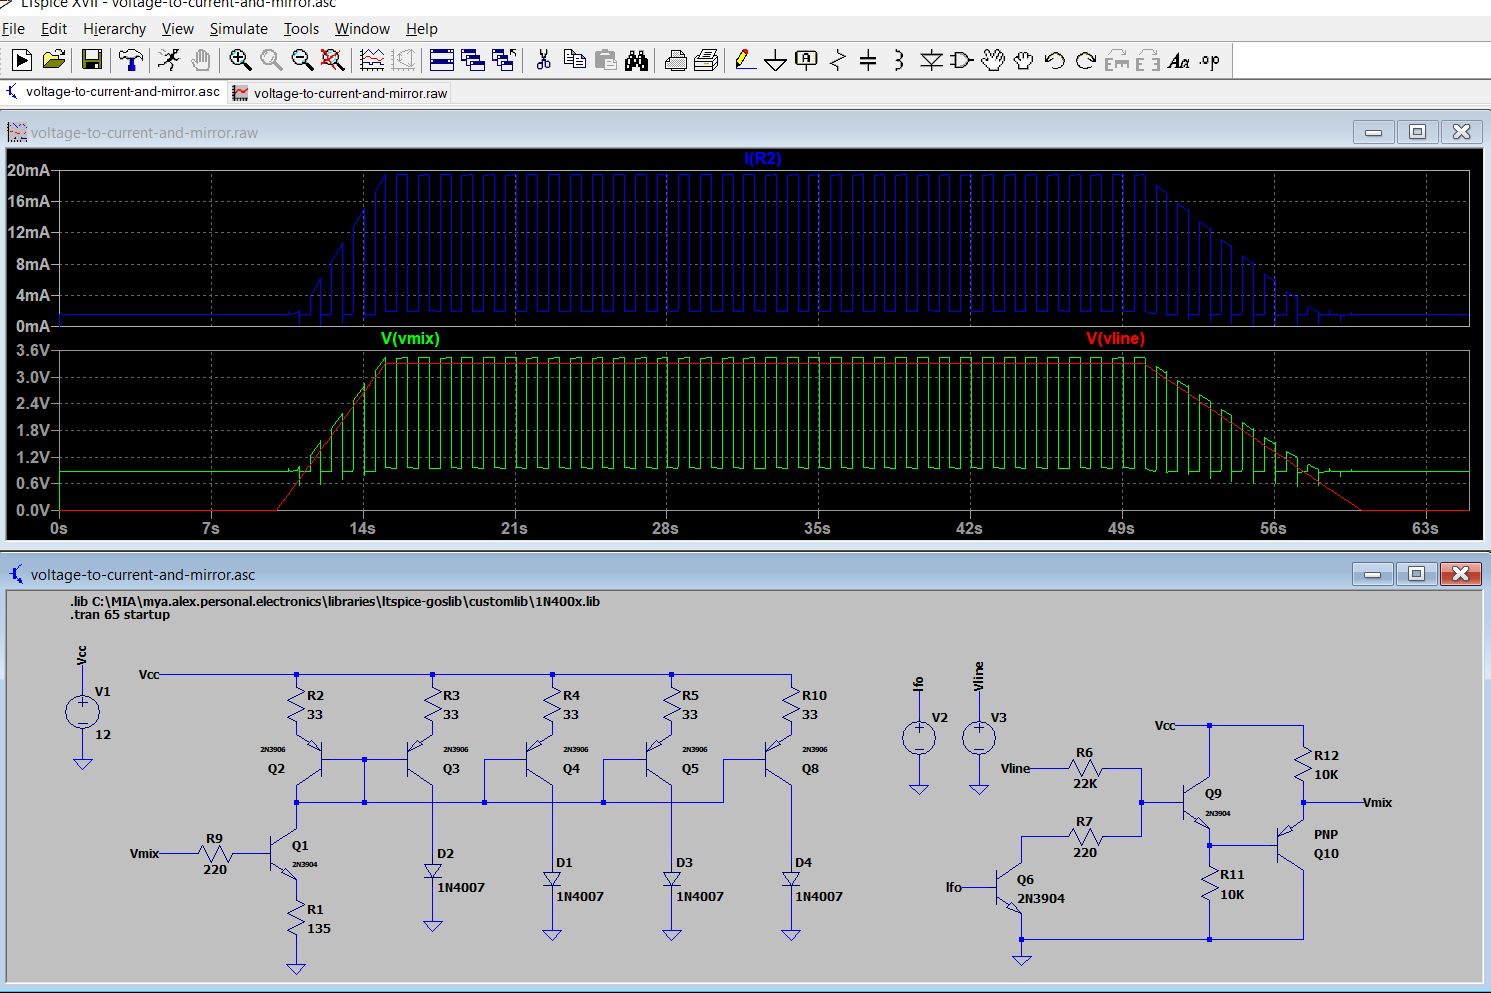 LTspice XVII - voltage-to-current-and-mirror.asc
File Edit Hierarchy View Simulate Tools Window Help
A Aa .op
voltage-to-current-and-mirror.asc voltage-to-current-and-mirror.raw
voltage-to-current-and-mirror.raw
I(R2)
20mA
16mA
12mA
8mA
4mA
0mA
V(vmix) V(vline)
3.6V
3.0V
2.4V
1.8V
1.2V
0.6V
0.0V
0s 7s 14s 21s 28s 35s 42s 49s 56s 63s
voltage-to-current-and-mirror.asc
.lib C:\MIA\mya.alex.personal.electronics\libraries\ltspice-goslib\customlib\1N400x.lib
.tran 65 startup
Vcc
V1
12
Vcc
R2
33
R3
33
R4
33
R5
33
R10
33
2N3906
Q2
2N3906
Q3
2N3906
Q4
2N3906
Q5
2N3906
Q8
Vmix
R9
220
Q1
2N3904
R1
135
D2
1N4007
D1
1N4007
D3
1N4007
D4
1N4007
lfo
V2
Vline
V3
Vcc
Vline
R6
22K
R7
220
lfo
Q6
2N3904
Q9
2N3904
R12
10K
Vmix
PNP
Q10
R11
10K